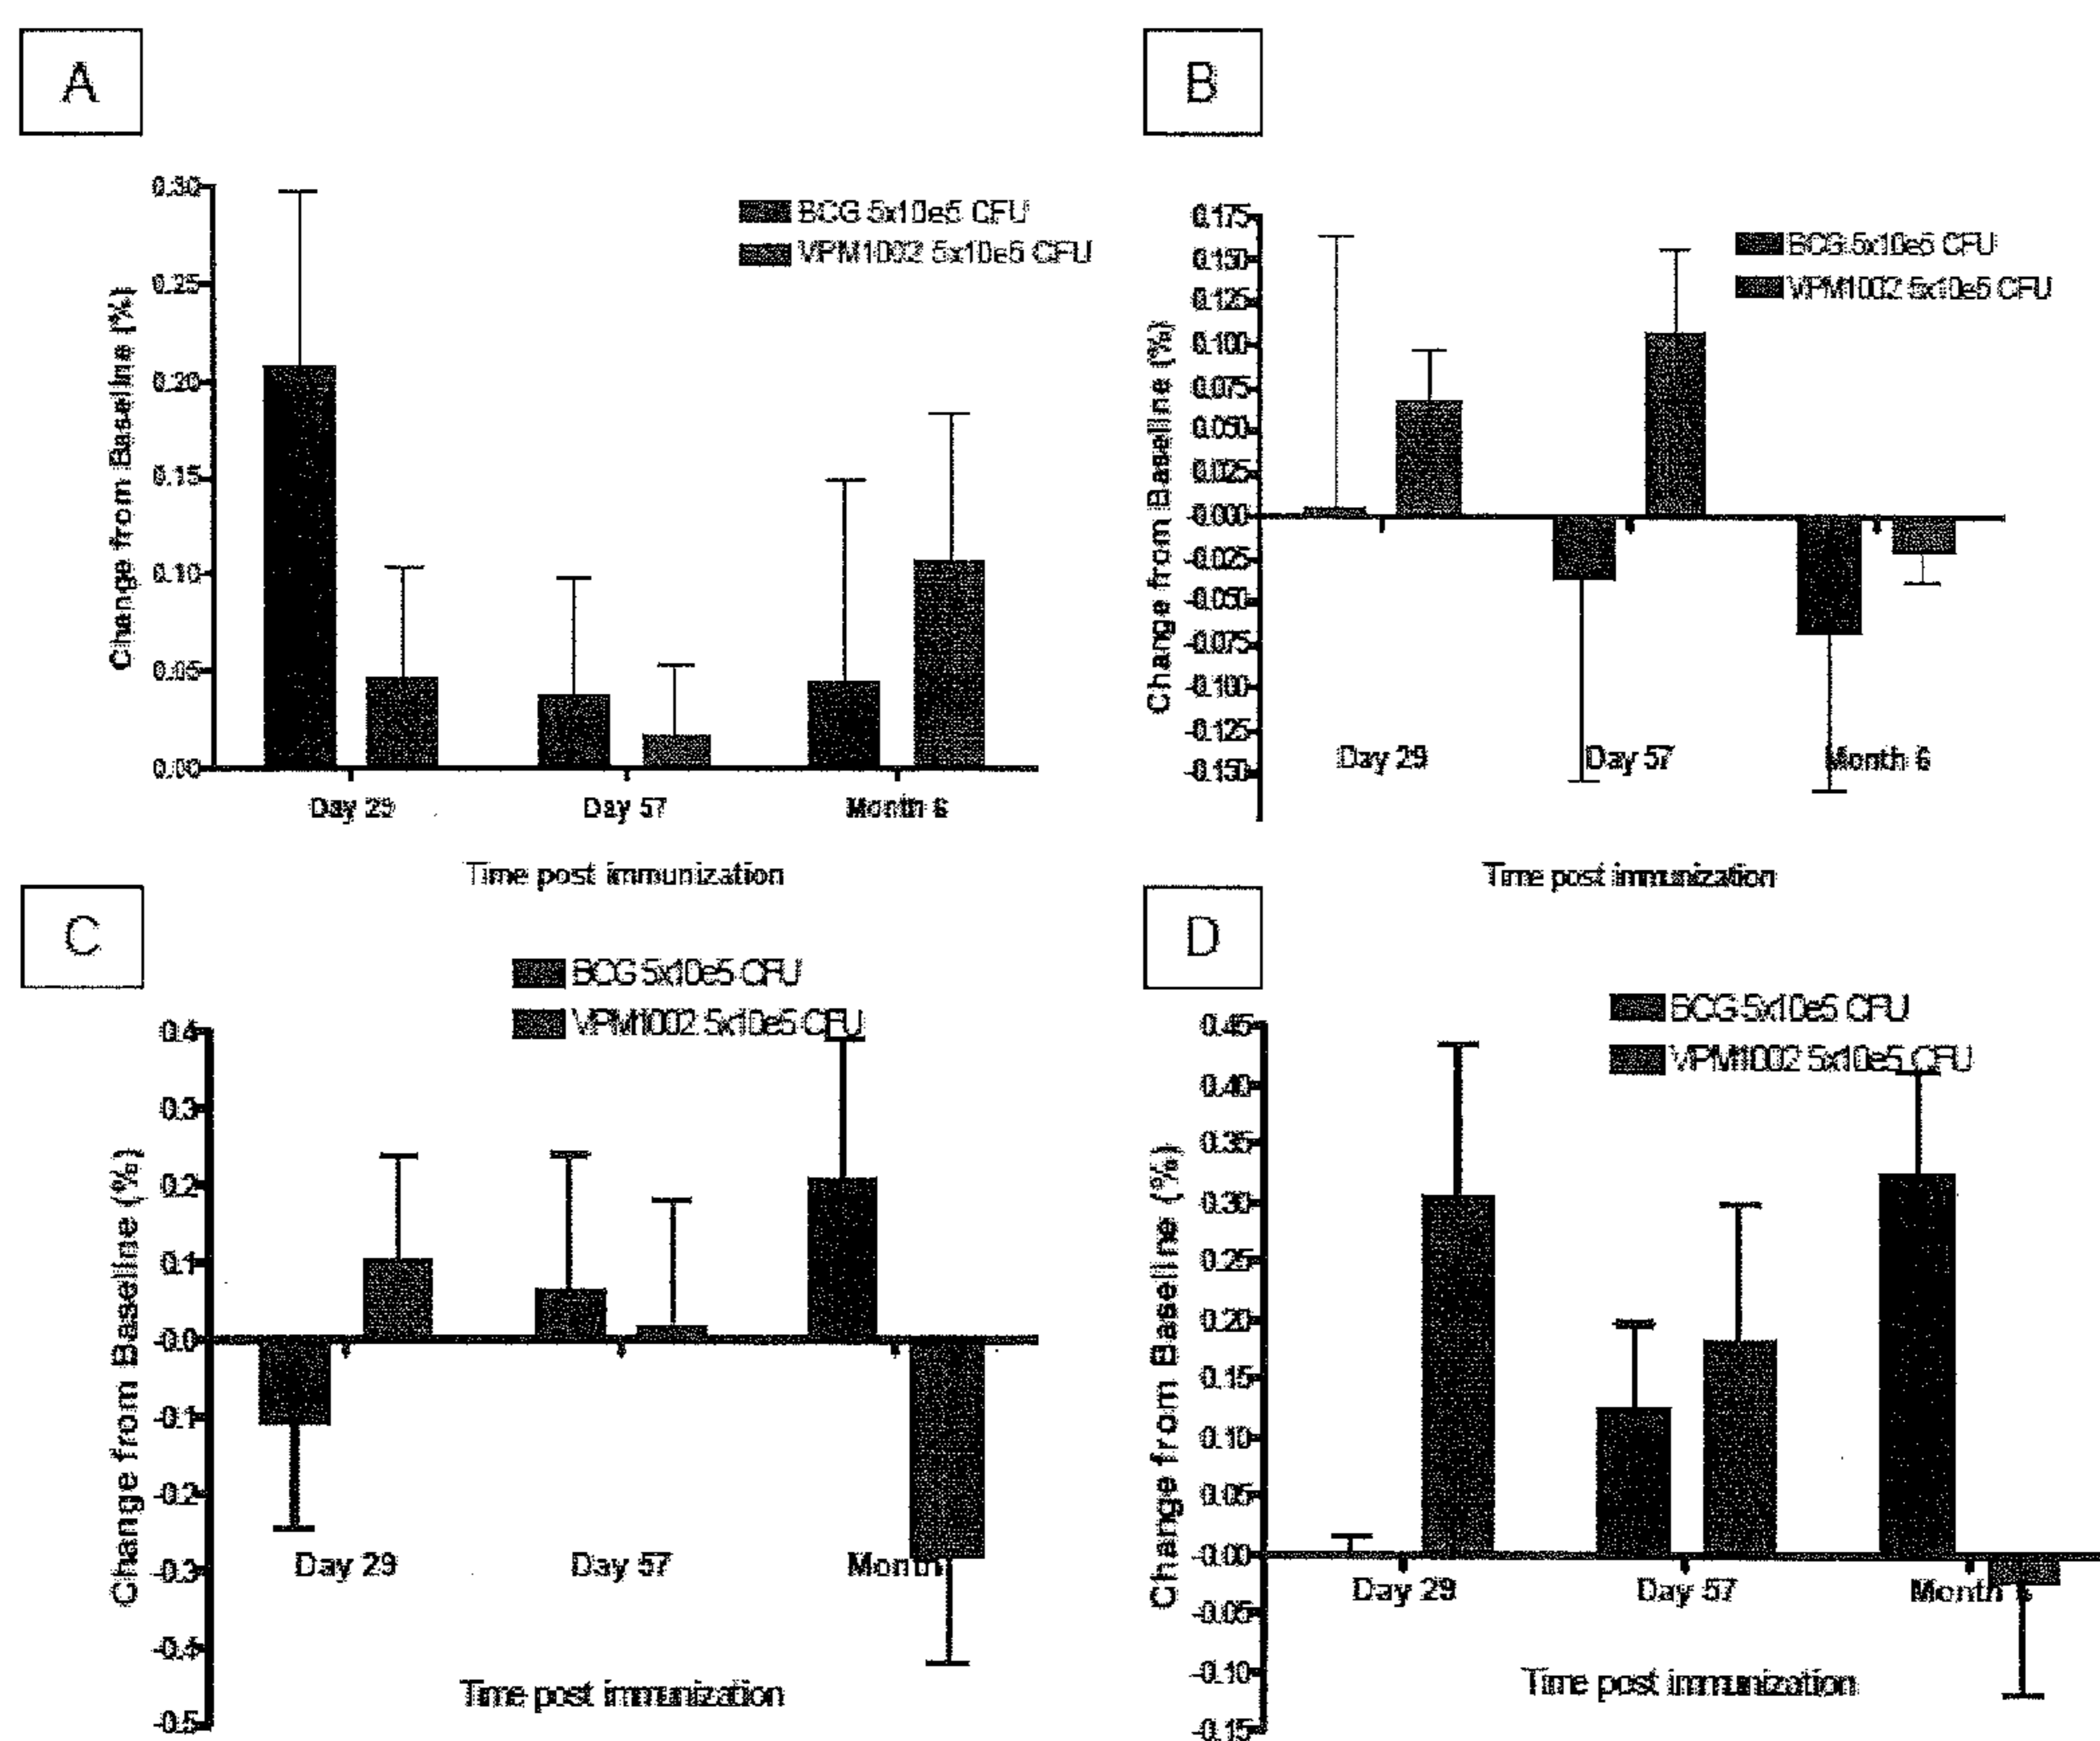 A
0.30
0.25
0.20
0.15
0.10
0.05
0.00
Change from Baseline (%)
BCG 5x10e5 CFU
VPM1002 5x10e5 CFU
Day 29
Day 57
Month 6
Time post immunization
B
0.175
0.150
0.125
0.100
0.075
0.050
0.025
-0.000
-0.025
-0.050
-0.075
-0.100
-0.125
-0.150
Change from Baseline (%)
BCG 5x10e5 CFU
VPM1002 5x10e5 CFU
Day 29
Day 57
Month 6
Time post immunization
C
BCG 5x10e5 CFU
VPM1002 5x10e5 CFU
0.4
0.3
0.2
0.1
-0.0
-0.1
-0.2
-0.3
-0.4
-0.5
Change from Baseline (%)
Day 29
Day 57
Month
Time post immunization
D
BCG 5x10e5 CFU
VPM1002 5x10e5 CFU
0.45
0.40
0.35
0.30
0.25
0.20
0.15
0.10
0.05
-0.00
-0.05
-0.10
-0.15
Change from Baseline (%)
Day 29
Day 57
Month 6
Time post immunization